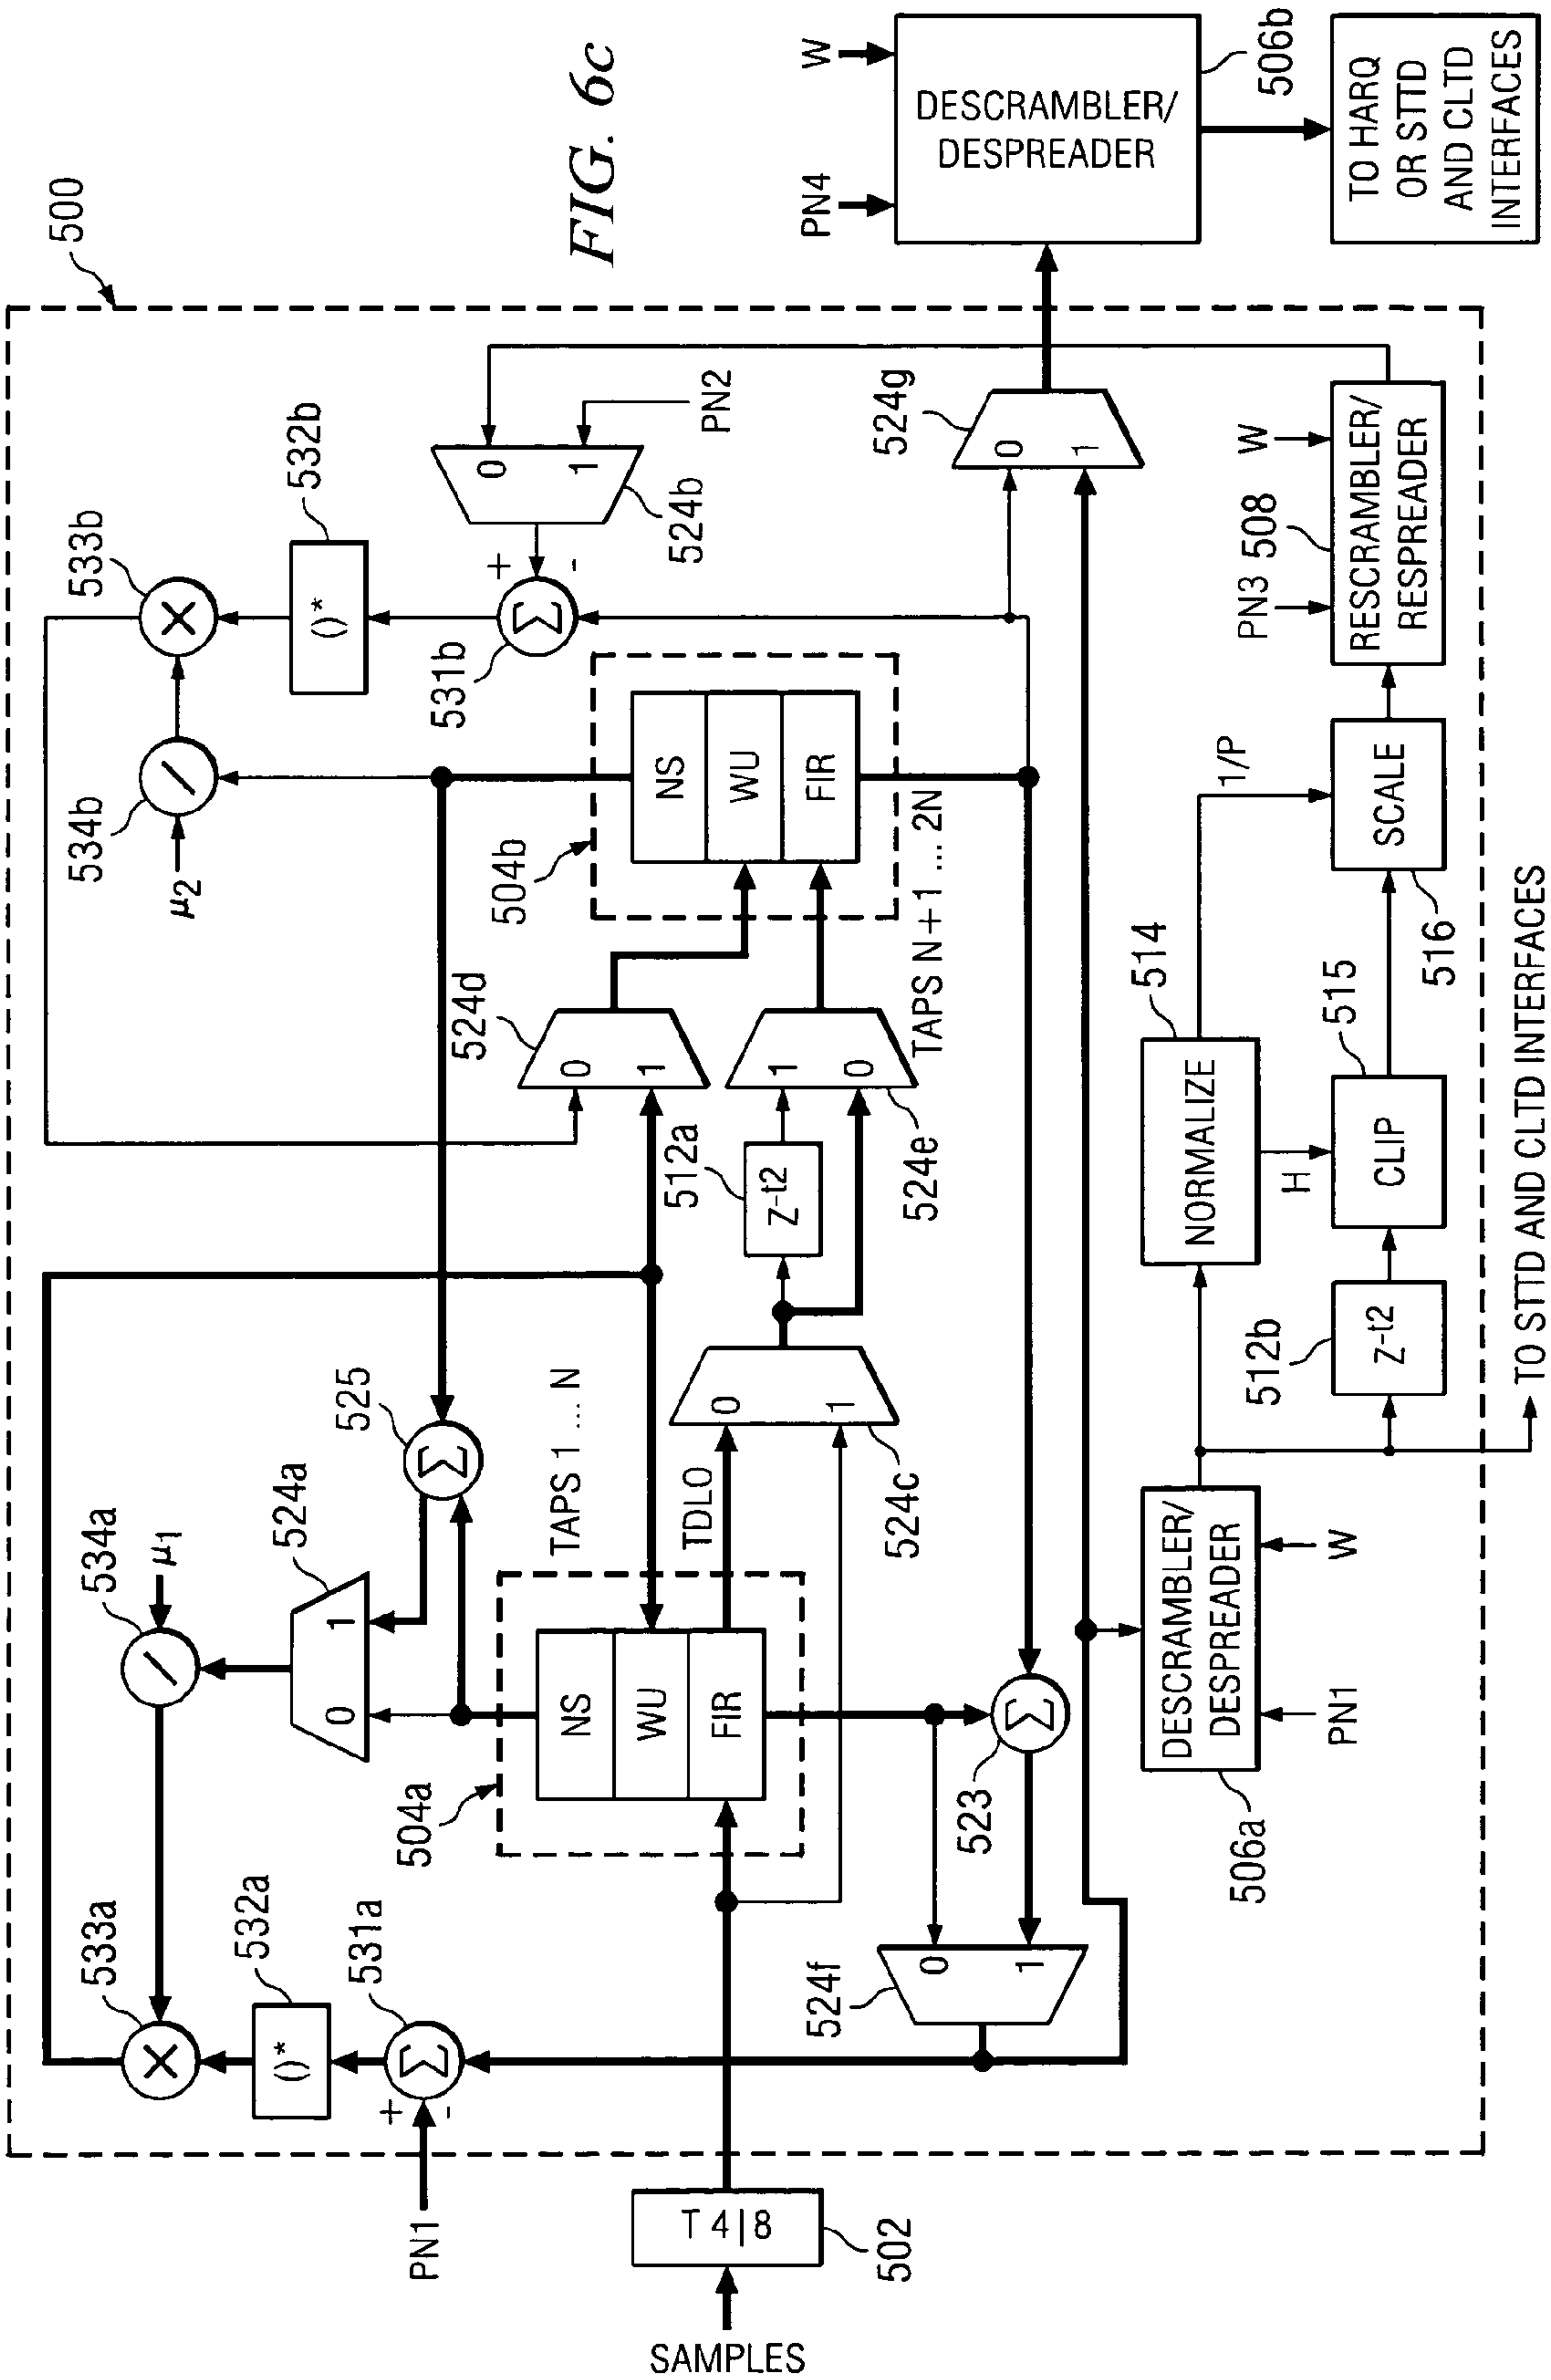 FIG. 6c
500
533a
534a
μ1
524a
0
1
525
Σ
532a
()*
531a
Σ
+
-
PN1
504a
NS
WU
FIR
TAPS 1 ... N
TDLO
502
T 4|8
SAMPLES
524c
0
1
512a
Z-t2
524d
0
1
524e
1
0
504b
NS
WU
FIR
TAPS N+1 ... 2N
μ2
534b
533b
532b
()*
531b
Σ
+
-
524b
0
1
PN2
524f
0
1
523
Σ
524g
0
1
PN4
W
DESCRAMBLER/
DESPREADER
506b
TO HARQ
OR STTD
AND CLTD
INTERFACES
506a
DESCRAMBLER/
DESPREADER
PN1
W
512b
Z-t2
514
NORMALIZE
H
1/P
515
CLIP
516
SCALE
PN3
508
W
RESCRAMBLER/
RESPREADER
TO STTD AND CLTD INTERFACES